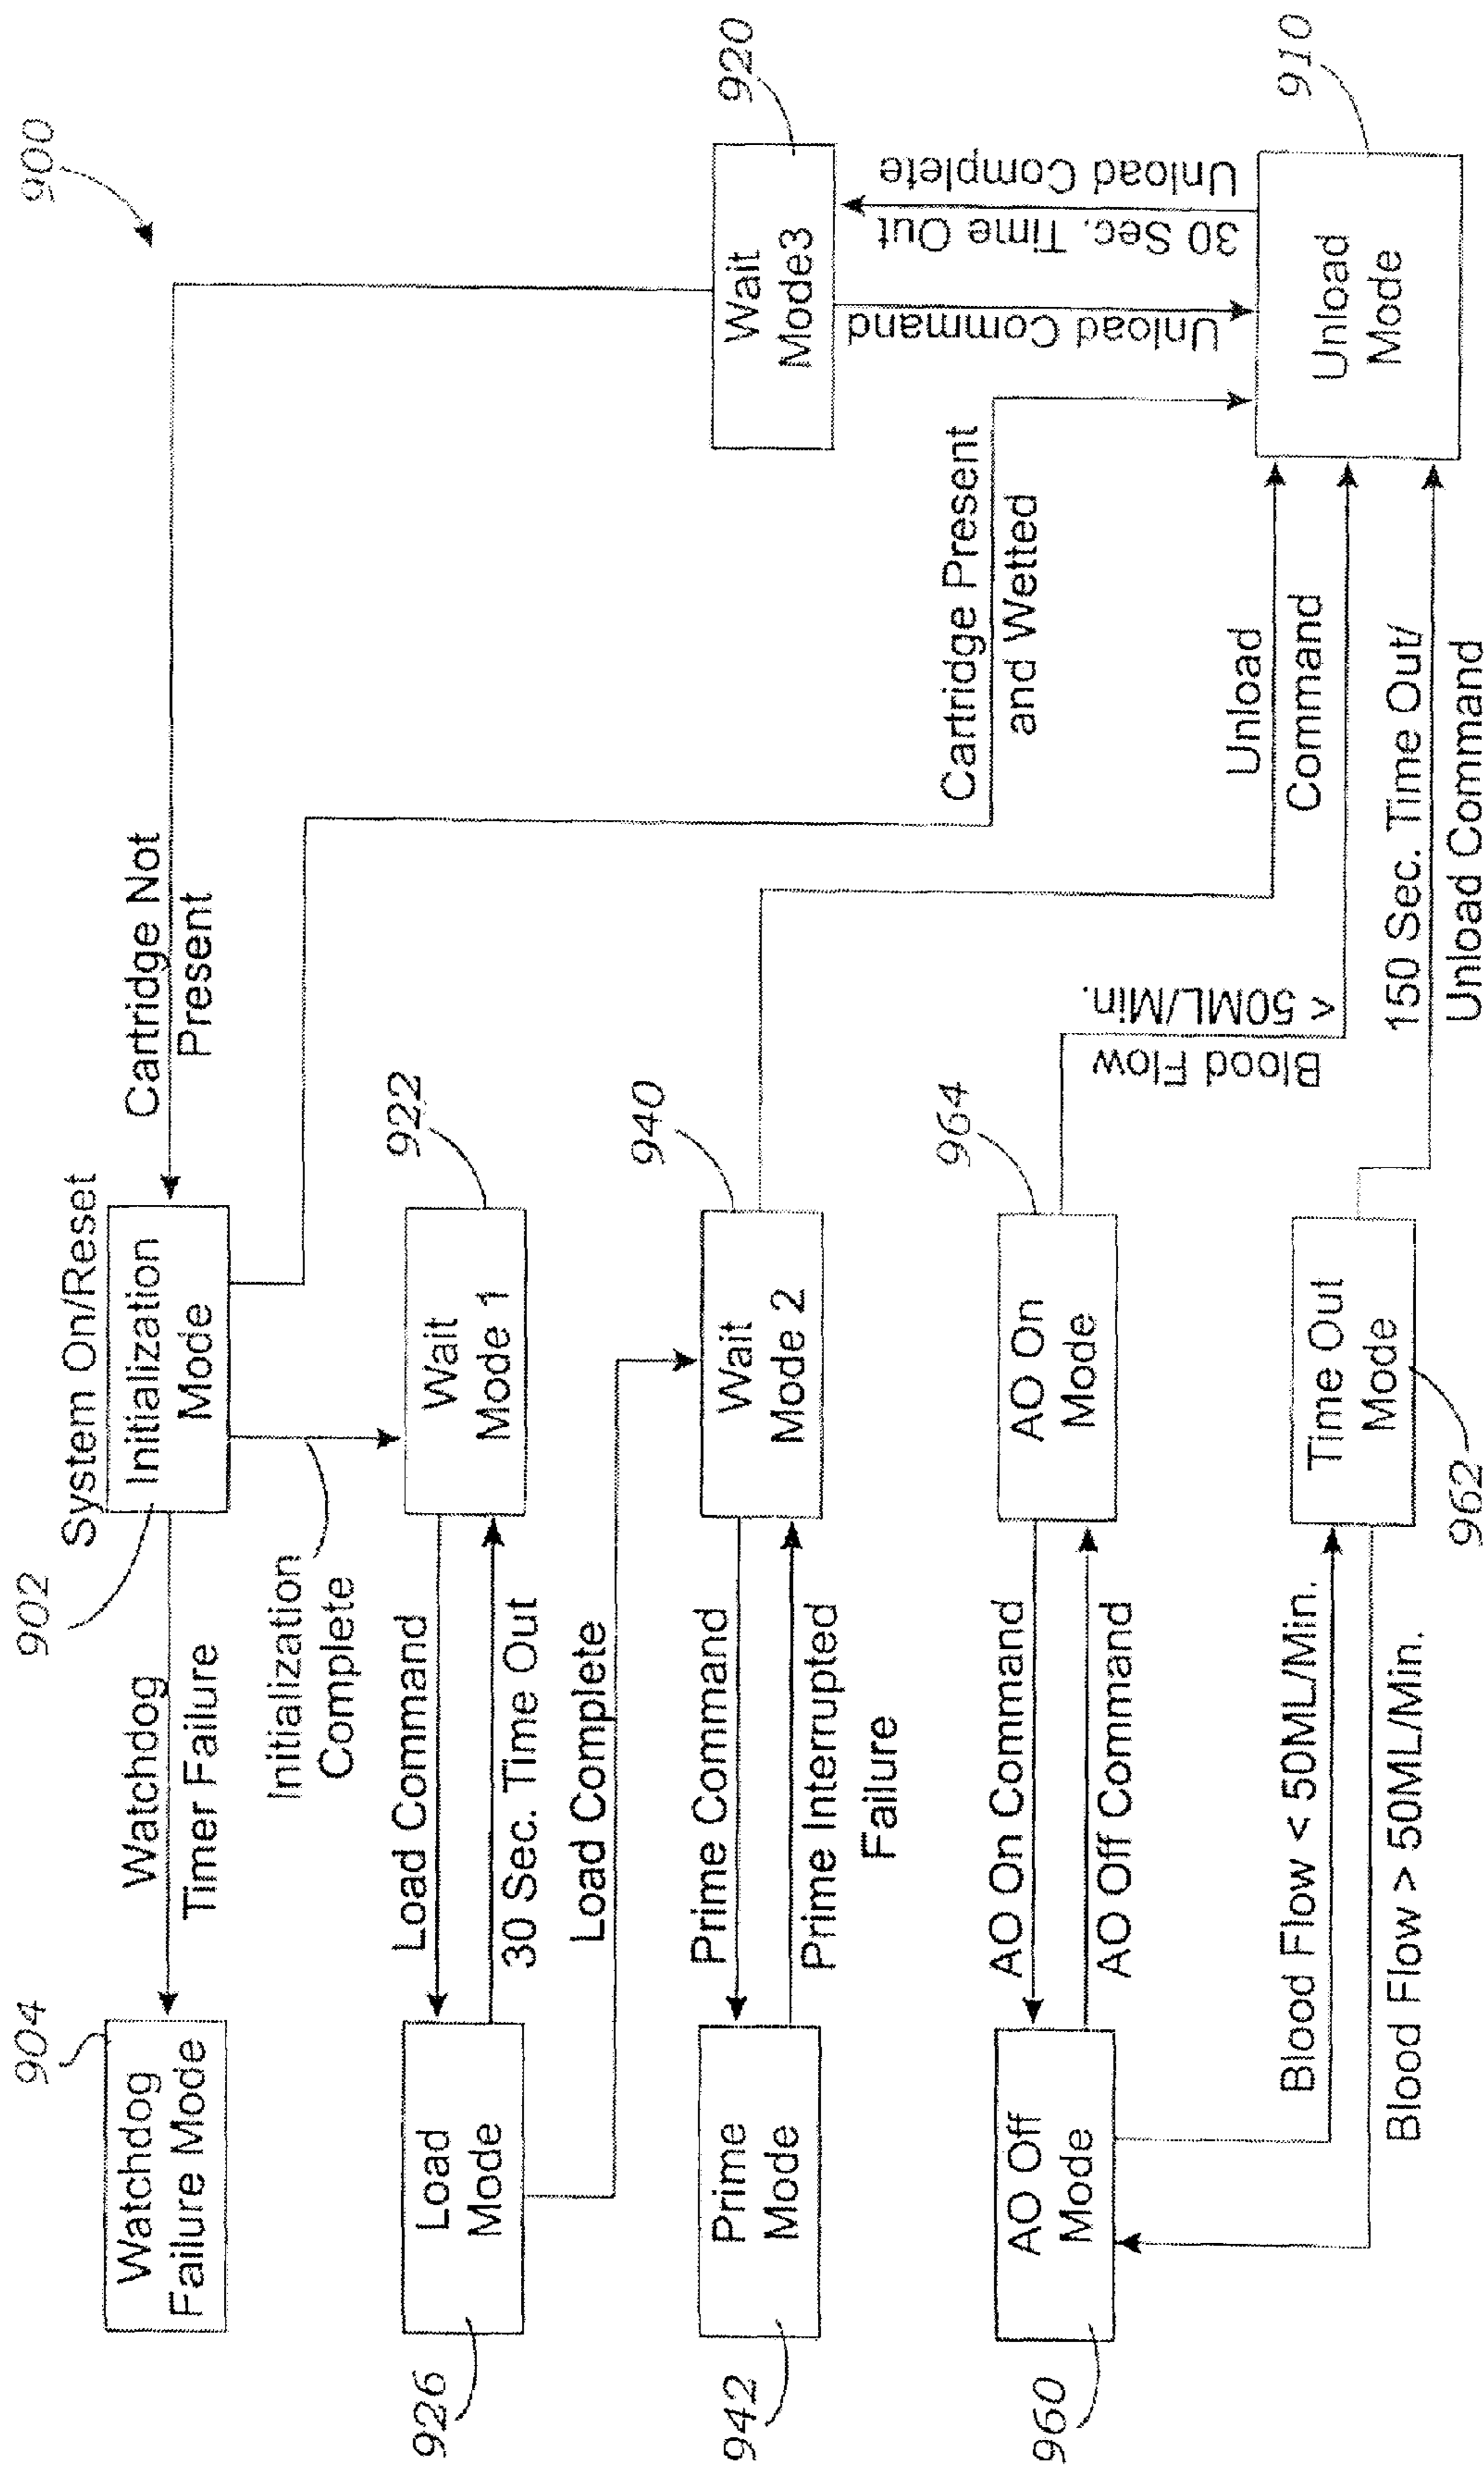 900
System On/Reset
904
Watchdog
Failure Mode
Watchdog
Timer Failure
902
Initialization
Mode
Cartridge Not
Present
Initialization
Complete
926
Load
Mode
Load Command
30 Sec. Time Out
Wait
Mode 1
922
Load Complete
942
Prime
Mode
Prime Command
Prime Interrupted
Failure
Wait
Mode 2
940
Wait
Mode3
920
Cartridge Present
and Wetted
Unload Command
30 Sec. Time Out
Unload Complete
960
AO Off
Mode
AO On Command
AO Off Command
AO On
Mode
964
Blood Flow
> 50ML/Min.
Unload
Command
Unload
Mode
910
Blood Flow < 50ML/Min.
Blood Flow > 50ML/Min.
Time Out
Mode
962
150 Sec. Time Out/
Unload Command